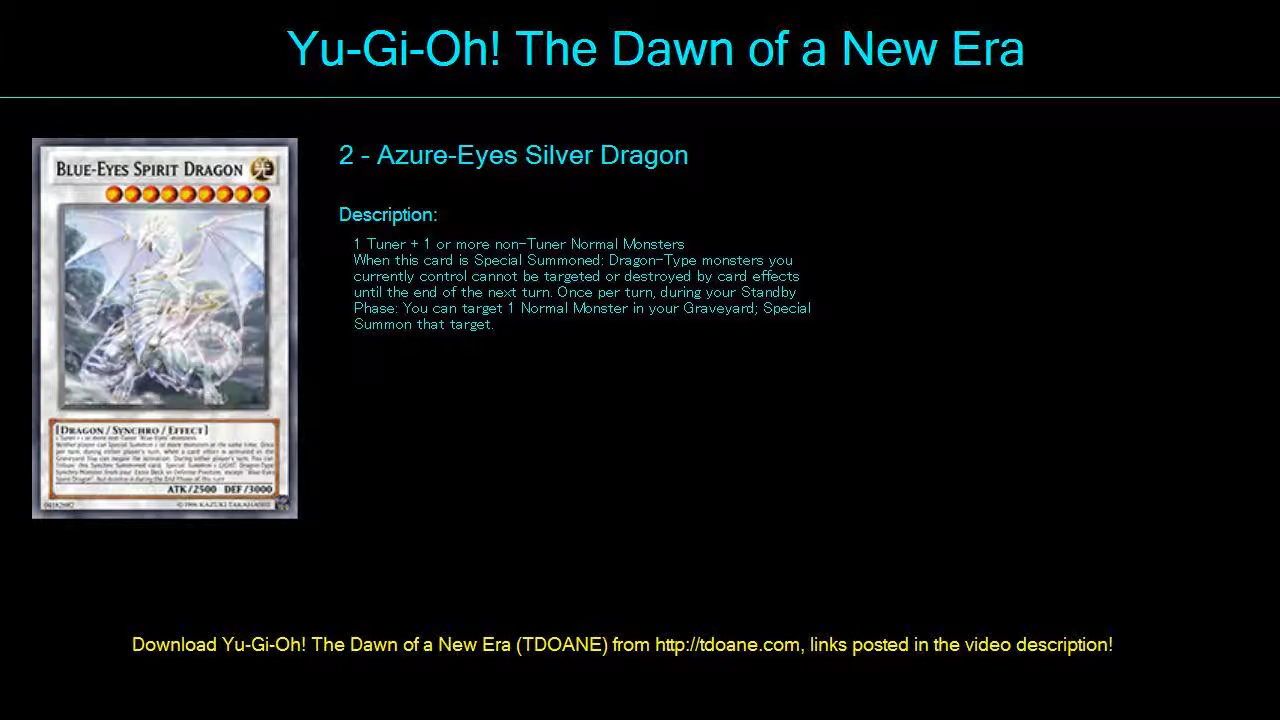 Yu-Gi-Oh! The Dawn of a New Era
BLUE-EYES SPIRIT DRAGON
2 - Azure-Eyes Silver Dragon
Description:
1 Tuner + 1 or more non-Tuner Normal Monsters
When this card is Special Summoned: Dragon-Type monsters you
currently control cannot be targeted or destroyed by card effects
until the end of the next turn. Once per turn, during your Standby
Phase: You can target 1 Normal Monster in your Graveyard; Special
Summon that target.
[DRAGON / SYNCHRO / EFFECT]
ATK/2500 DEF/3000
©1996 KAZUKI TAKAHASHI
Download Yu-Gi-Oh! The Dawn of a New Era (TDOANE) from http://tdoane.com, links posted in the video description!